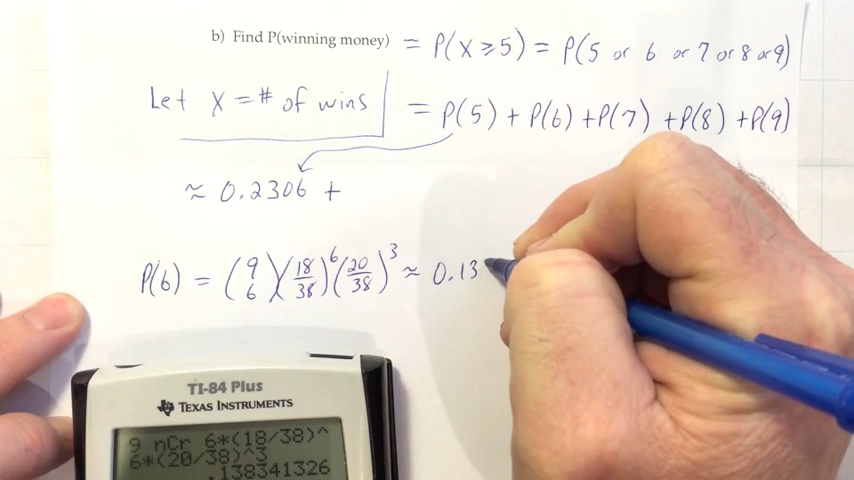 b) Find P(winning money) = P(X ≥ 5) = P(5 or 6 or 7 or 8 or 9)
Let X = # of wins = P(5) + P(6) + P(7) + P(8) + P(9)
≈ 0.2306 +
P(6) = (9 6)(18/38)^6(20/38)^3 ≈ 0.13
TI-84 Plus
TEXAS INSTRUMENTS
9 nCr 6*(18/38)^
6*(20/38)^3
.138341326